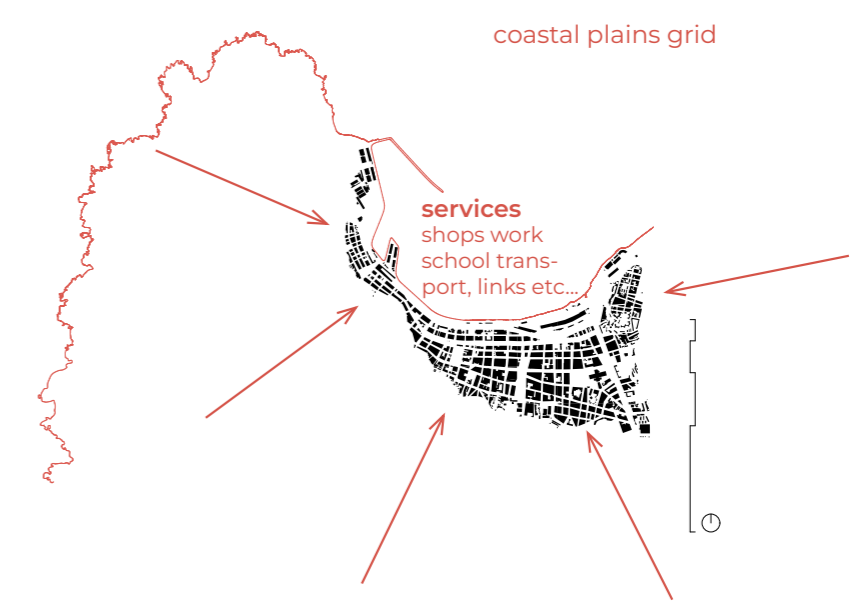 coastal plains grid
services
shops work
school trans-
port, links etc...